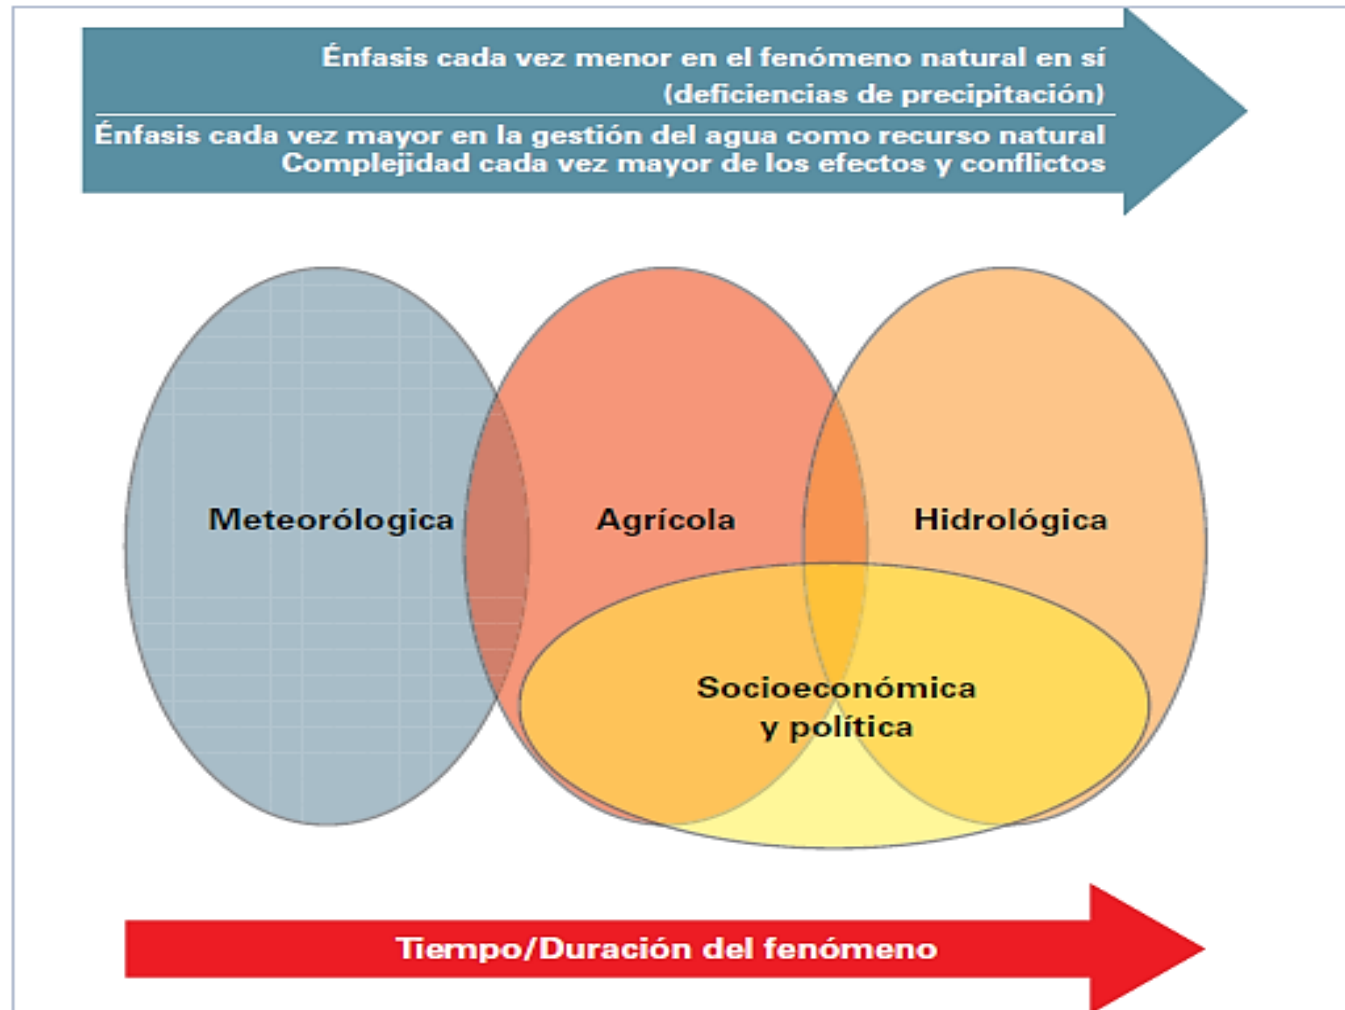 Énfasis cada vez menor en el fenómeno natural en sí
(deficiencias de precipitación)
Énfasis cada vez mayor en la gestión del agua como recurso natural
Complejidad cada vez mayor de los efectos y conflictos
Meteorólogica
Agrícola
Hidrológica
Socioeconómica
y política
Tiempo/Duración del fenómeno